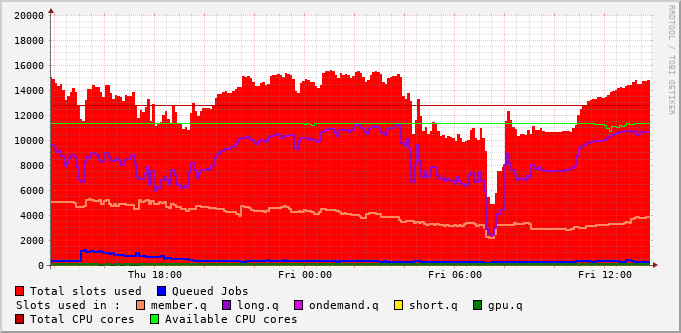 20000
18000
16000
14000
12000
10000
8000
6000
4000
2000
0
Thu 18:00 Fri 00:00 Fri 06:00 Fri 12:00
RRDTOOL / TOBI OETIKER
Total slots used Queued Jobs
Slots used in : member.q long.q ondemand.q short.q gpu.q
Total CPU cores Available CPU cores